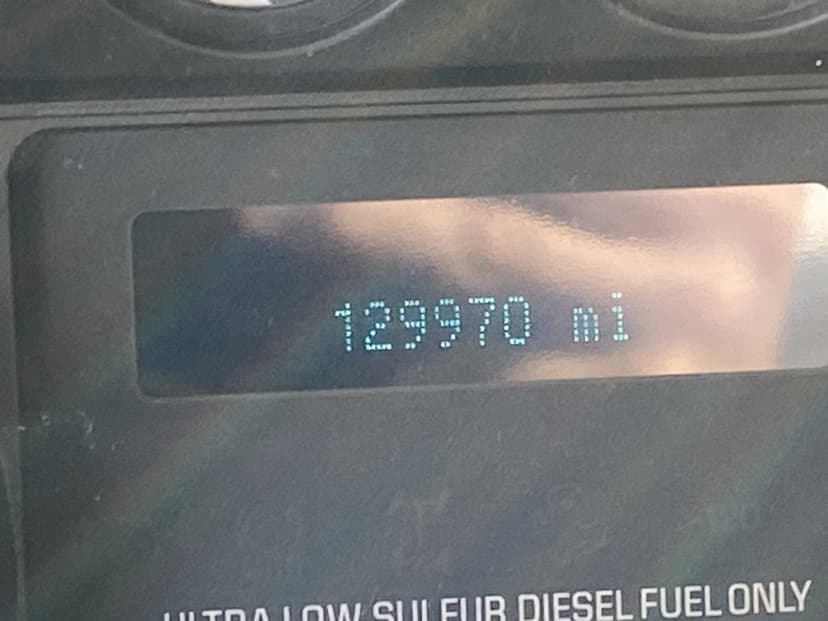 129970 mi
ULTRA LOW SULFUR DIESEL FUEL ONLY